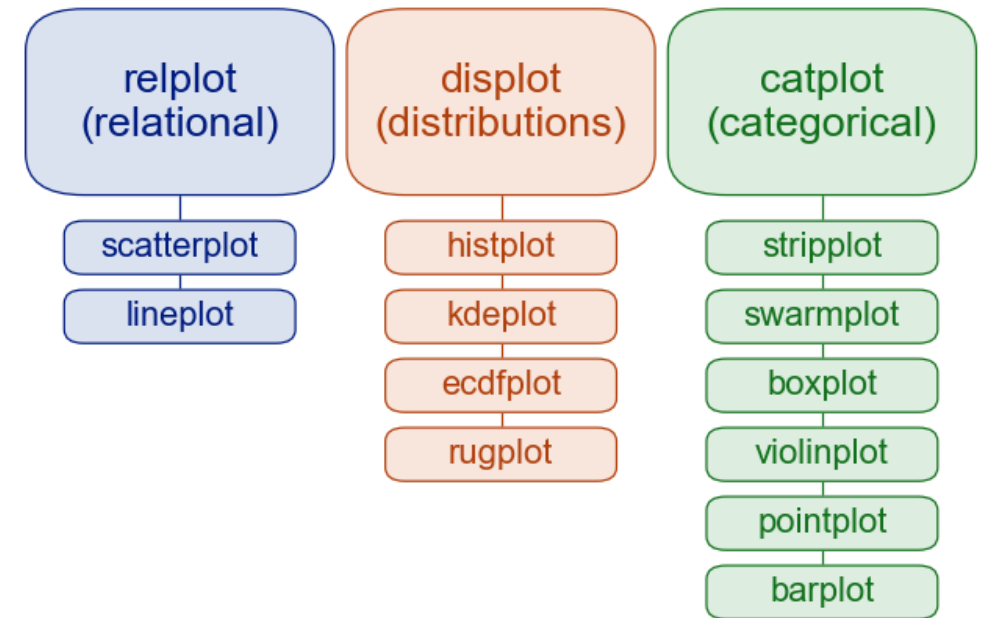 relplot
(relational)
scatterplot
lineplot
displot
(distributions)
histplot
kdeplot
ecdfplot
rugplot
catplot
(categorical)
stripplot
swarmplot
boxplot
violinplot
pointplot
barplot